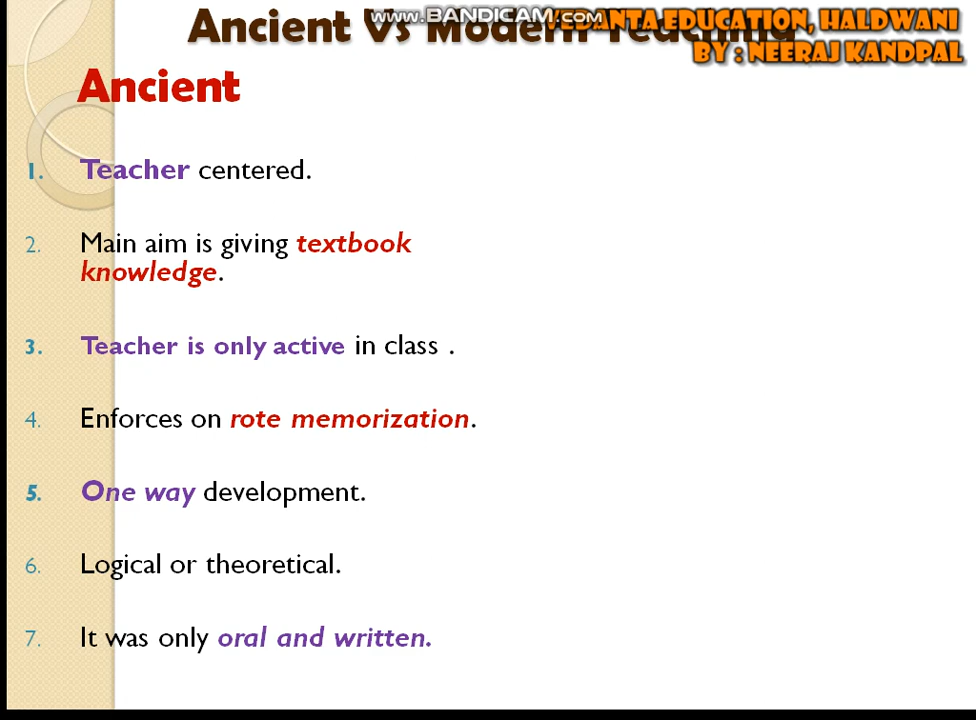 Ancient Vs Modern Teaching
www.BANDICAM.com
VEDANTA EDUCATION, HALDWANI
BY : NEERAJ KANDPAL
Ancient
1. Teacher centered.
2. Main aim is giving textbook
knowledge.
3. Teacher is only active in class .
4. Enforces on rote memorization.
5. One way development.
6. Logical or theoretical.
7. It was only oral and written.